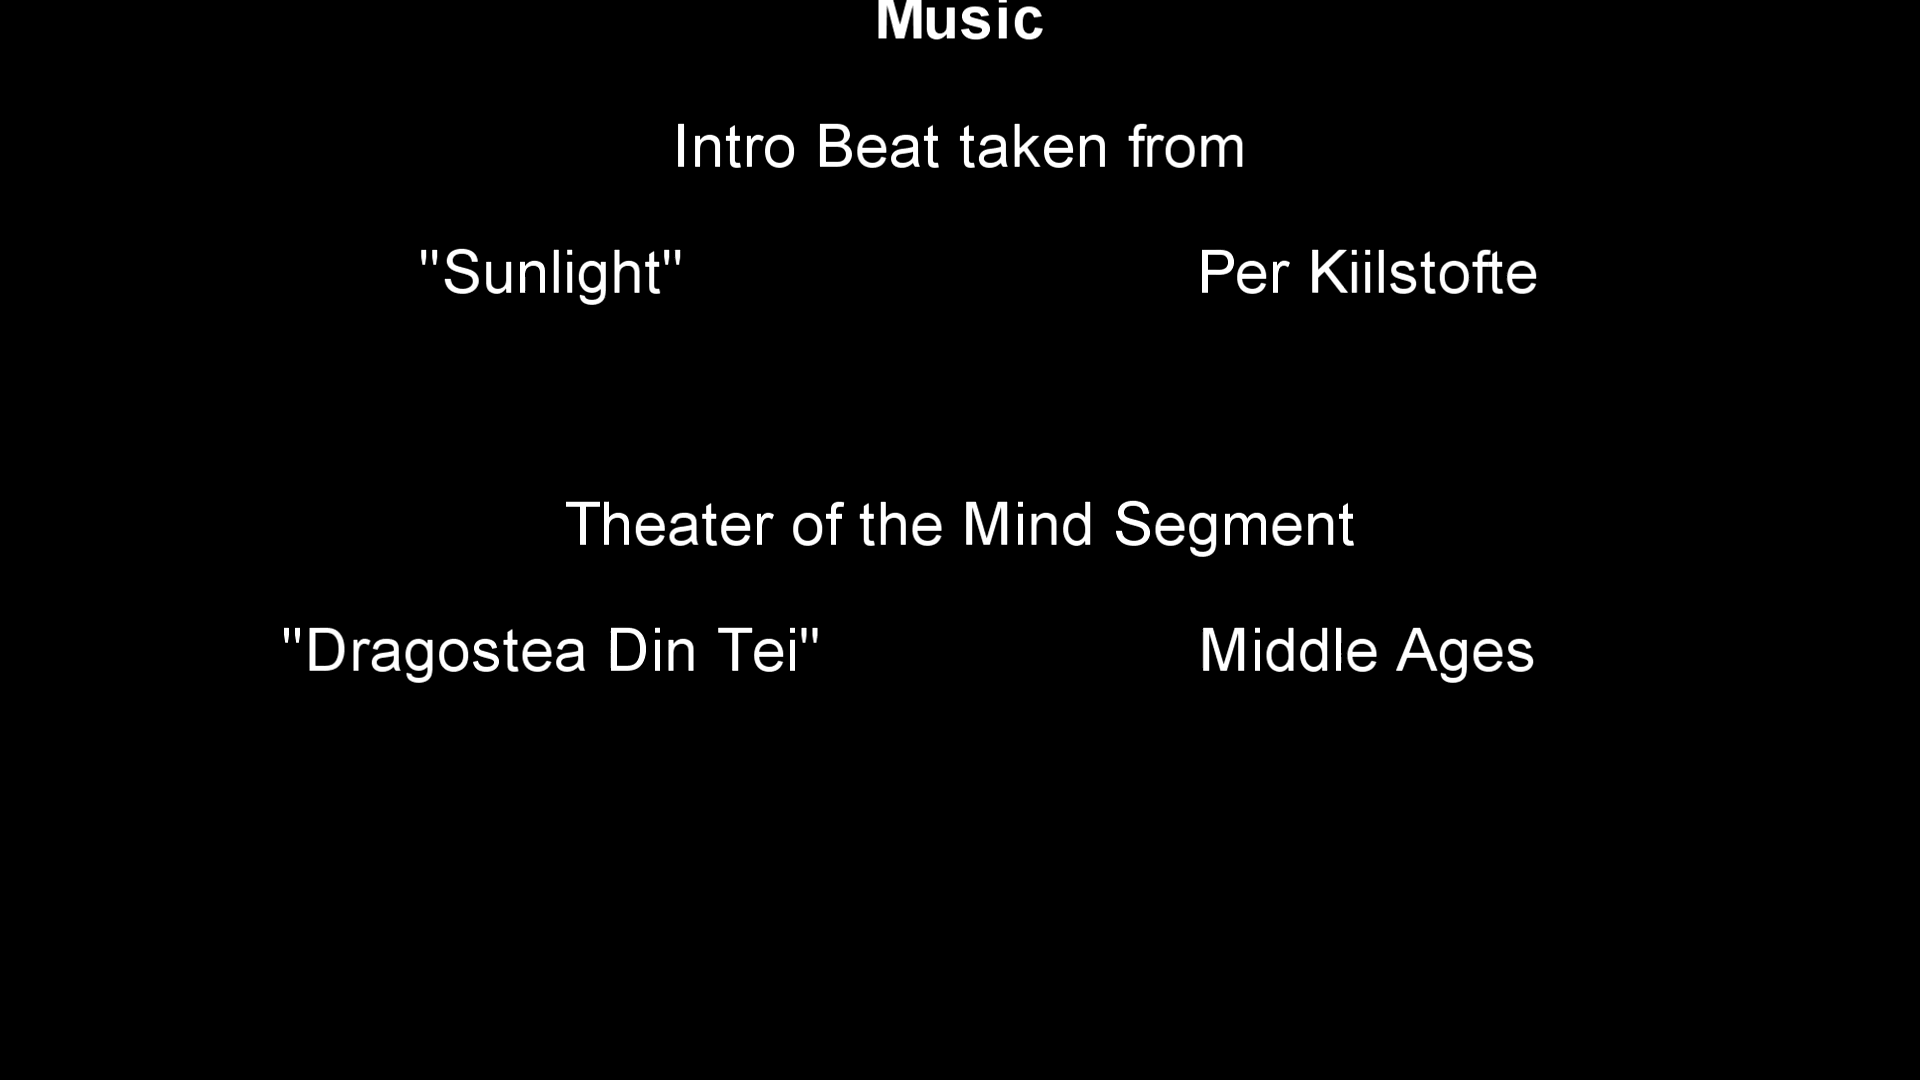 Music
Intro Beat taken from
"Sunlight" Per Kiilstofte
Theater of the Mind Segment
"Dragostea Din Tei" Middle Ages